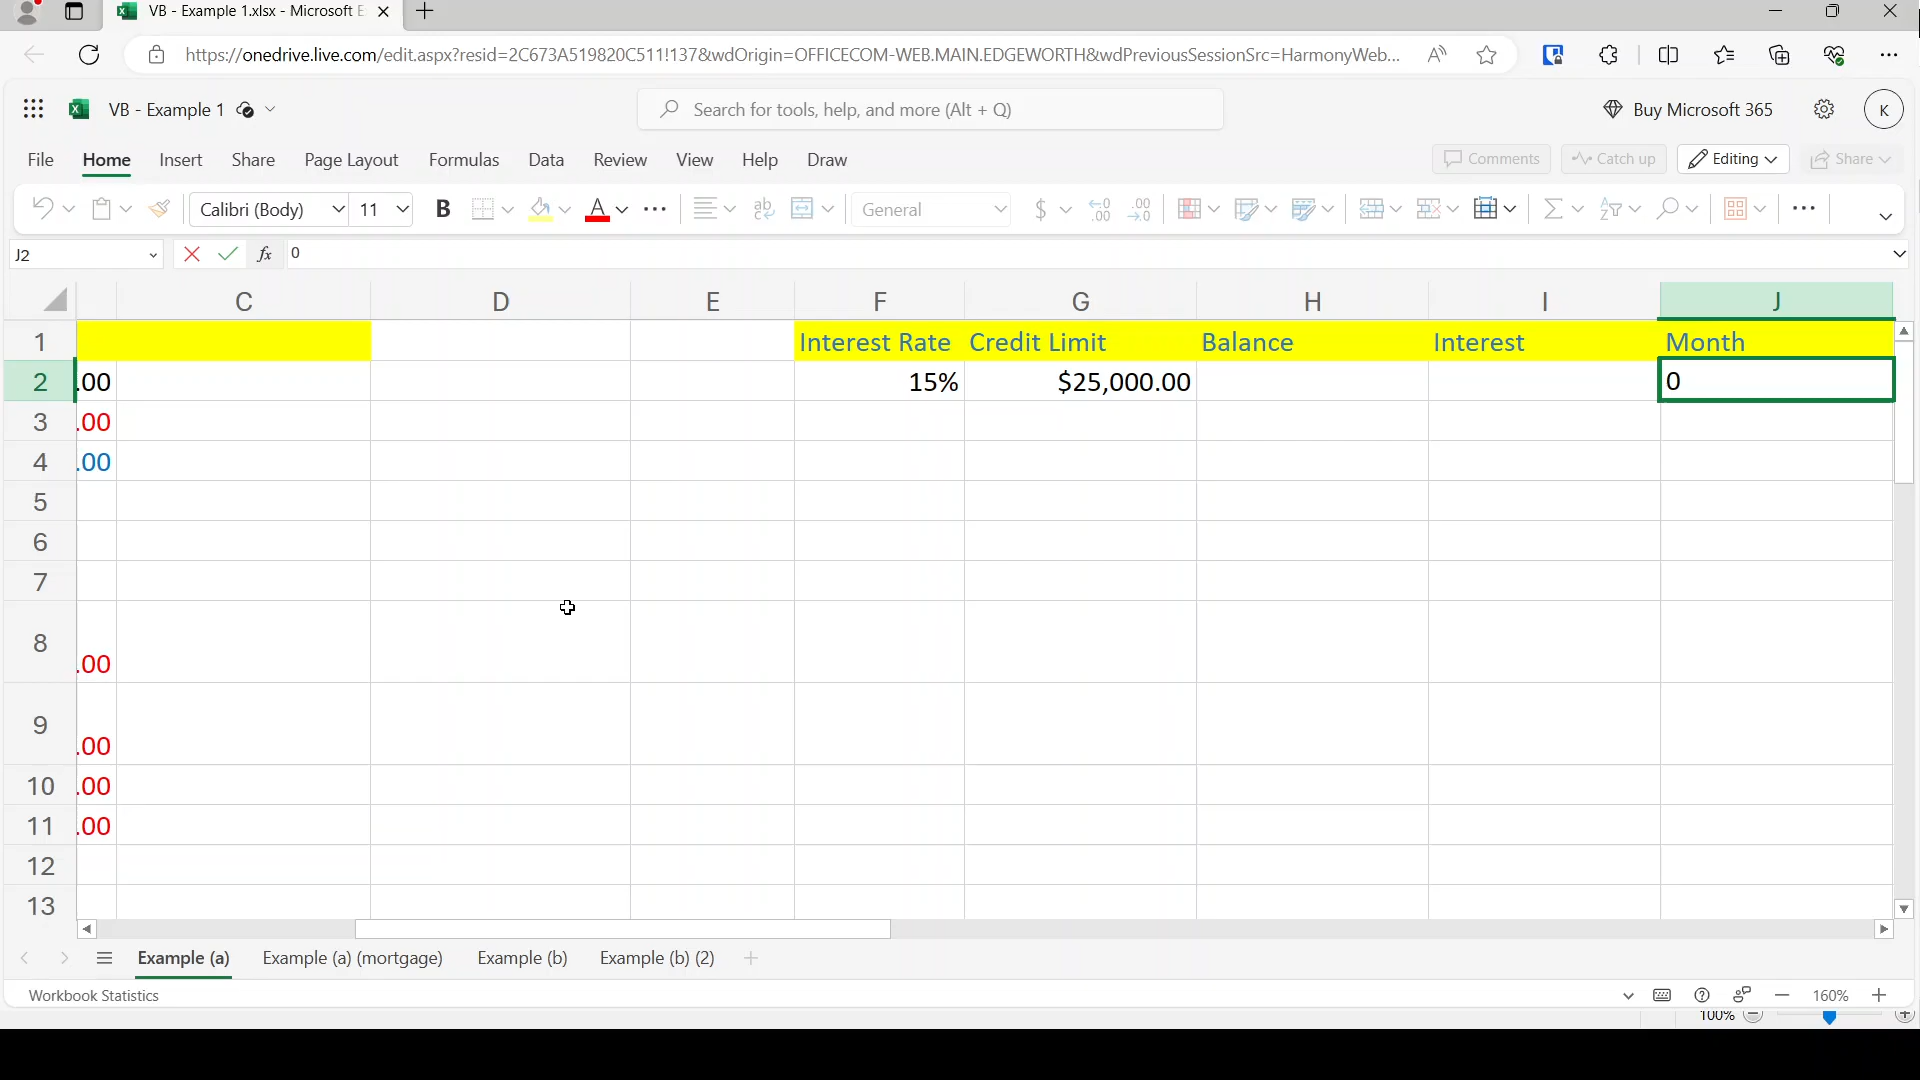 VB - Example 1.xlsx - Microsoft E
https://onedrive.live.com/edit.aspx?resid=2C673A519820C511!137&wdOrigin=OFFICECOM-WEB.MAIN.EDGEWORTH&wdPreviousSessionSrc=HarmonyWeb...
VB - Example 1
Search for tools, help, and more (Alt + Q)
Buy Microsoft 365
K
File Home Insert Share Page Layout Formulas Data Review View Help Draw
Comments Catch up Editing Share
Calibri (Body) 11 B A General $
J2 fx 0
C D E F G H I J
1 Interest Rate Credit Limit Balance Interest Month
2 .00 15% $25,000.00 0
3 .00
4 .00
5
6
7
8 .00
9 .00
10 .00
11 .00
12
13
Example (a) Example (a) (mortgage) Example (b) Example (b) (2)
Workbook Statistics 160%
100%